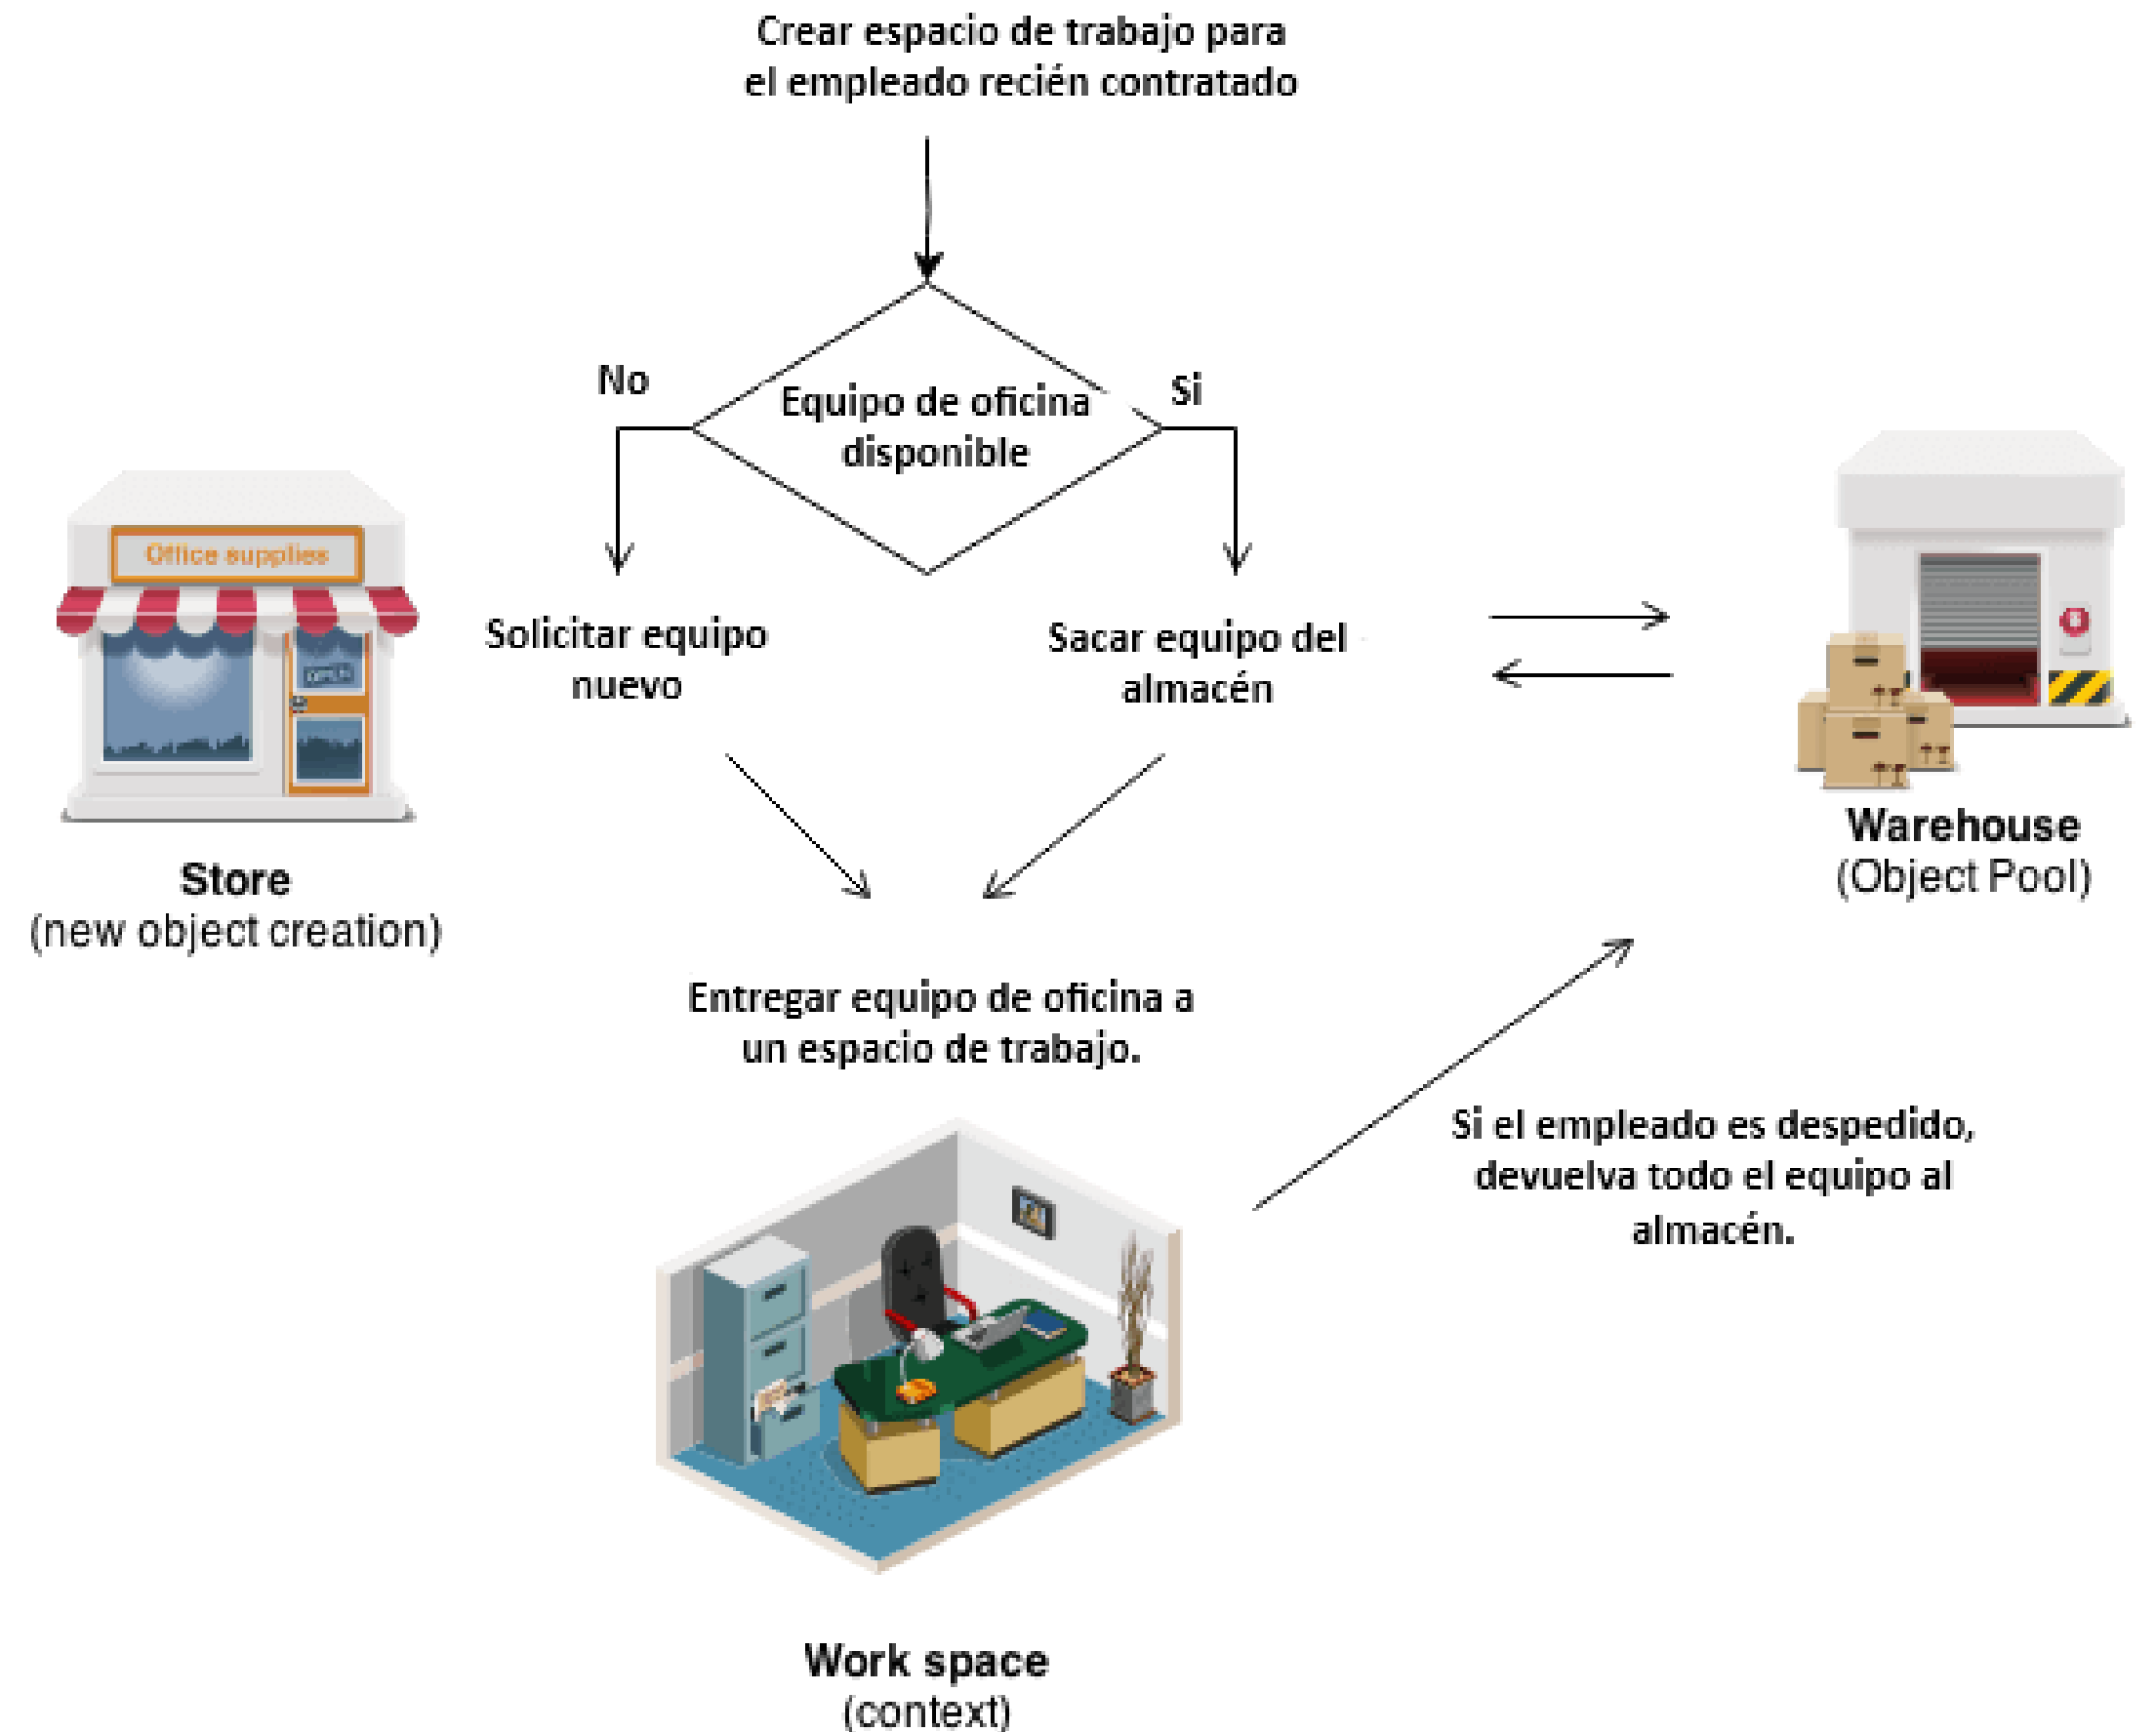 Crear espacio de trabajo para
el empleado recién contratado
No
Si
Equipo de oficina
disponible
Office supplies
OPEN
Solicitar equipo
nuevo
Sacar equipo del
almacén
Store
(new object creation)
Warehouse
(Object Pool)
Entregar equipo de oficina a
un espacio de trabajo.
Si el empleado es despedido,
devuelva todo el equipo al
almacén.
Work space
(context)